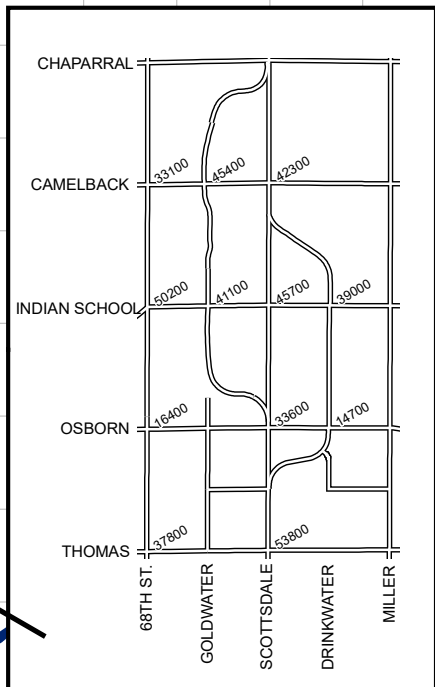 CHAPARRAL
33100
45400
42300
CAMELBACK
50200
41100
45700
39000
INDIAN SCHOOL
16400
33600
14700
OSBORN
37800
53800
THOMAS
68TH ST.
GOLDWATER
SCOTTSDALE
DRINKWATER
MILLER